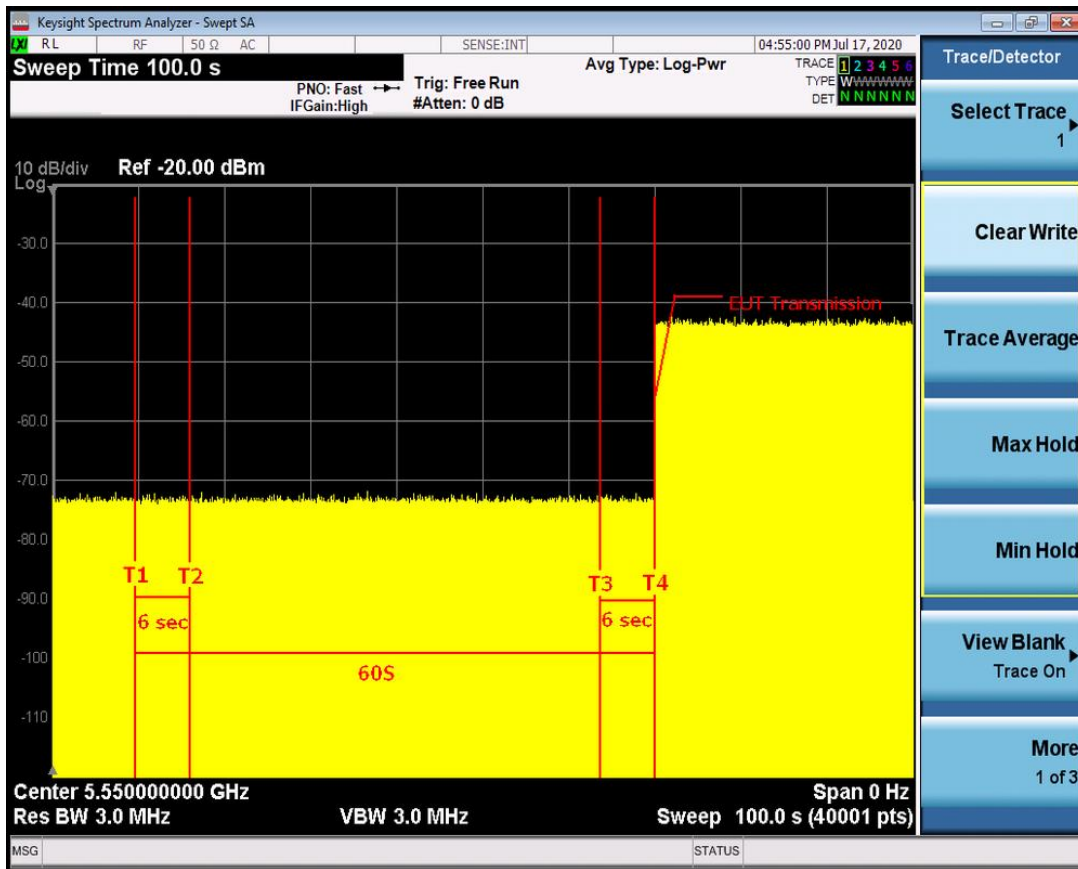 Keysight Spectrum Analyzer - Swept SA
LXI RL RF 50 Ω AC SENSE:INT 04:55:00 PM Jul 17, 2020
Sweep Time 100.0 s
PNO: Fast
IFGain:High
Trig: Free Run
#Atten: 0 dB
Avg Type: Log-Pwr
TRACE 1 2 3 4 5 6
TYPE WWWWWW
DET N N N N N N
10 dB/div Ref -20.00 dBm
Log
-30.0
-40.0
-50.0
-60.0
-70.0
-80.0
-90.0
-100
-110
EUT Transmission
T1 T2 T3 T4
6 sec 6 sec
60S
Center 5.550000000 GHz Span 0 Hz
Res BW 3.0 MHz VBW 3.0 MHz Sweep 100.0 s (40001 pts)
MSG STATUS
Trace/Detector
Select Trace
1
Clear Write
Trace Average
Max Hold
Min Hold
View Blank
Trace On
More
1 of 3